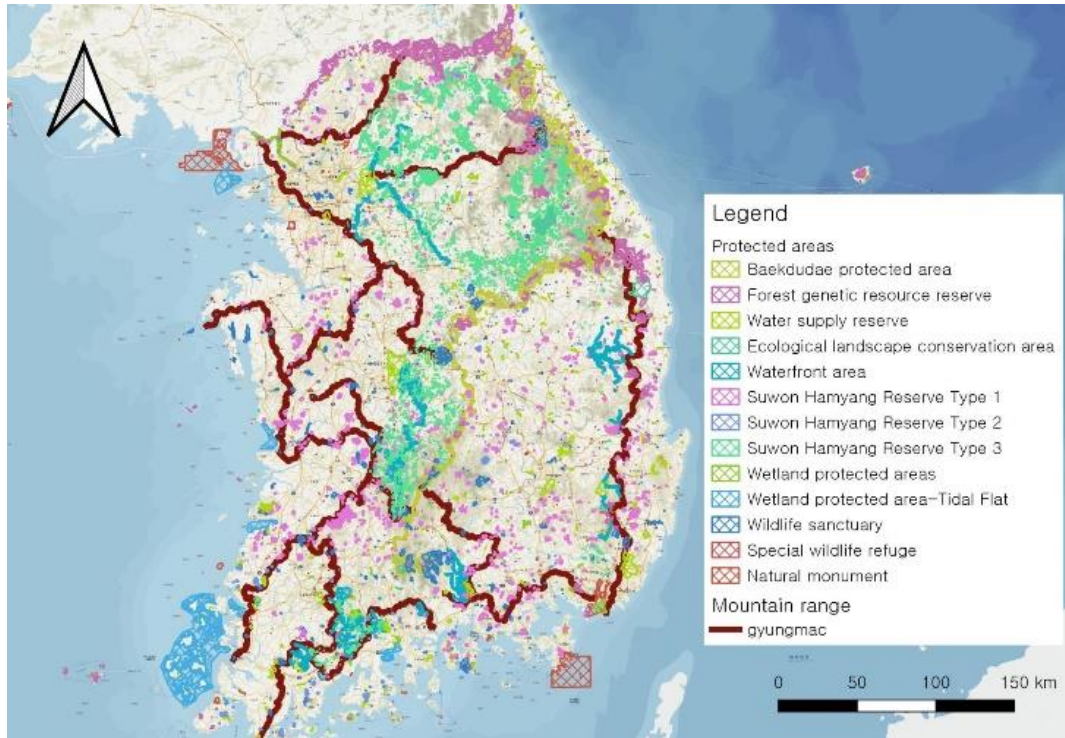 Legend
Protected areas
Baekdudae protected area
Forest genetic resource reserve
Water supply reserve
Ecological landscape conservation area
Waterfront area
Suwon Hamyang Reserve Type 1
Suwon Hamyang Reserve Type 2
Suwon Hamyang Reserve Type 3
Wetland protected areas
Wetland protected area-Tidal Flat
Wildlife sanctuary
Special wildlife refuge
Natural monument
Mountain range
gyungmac
0 50 100 150 km